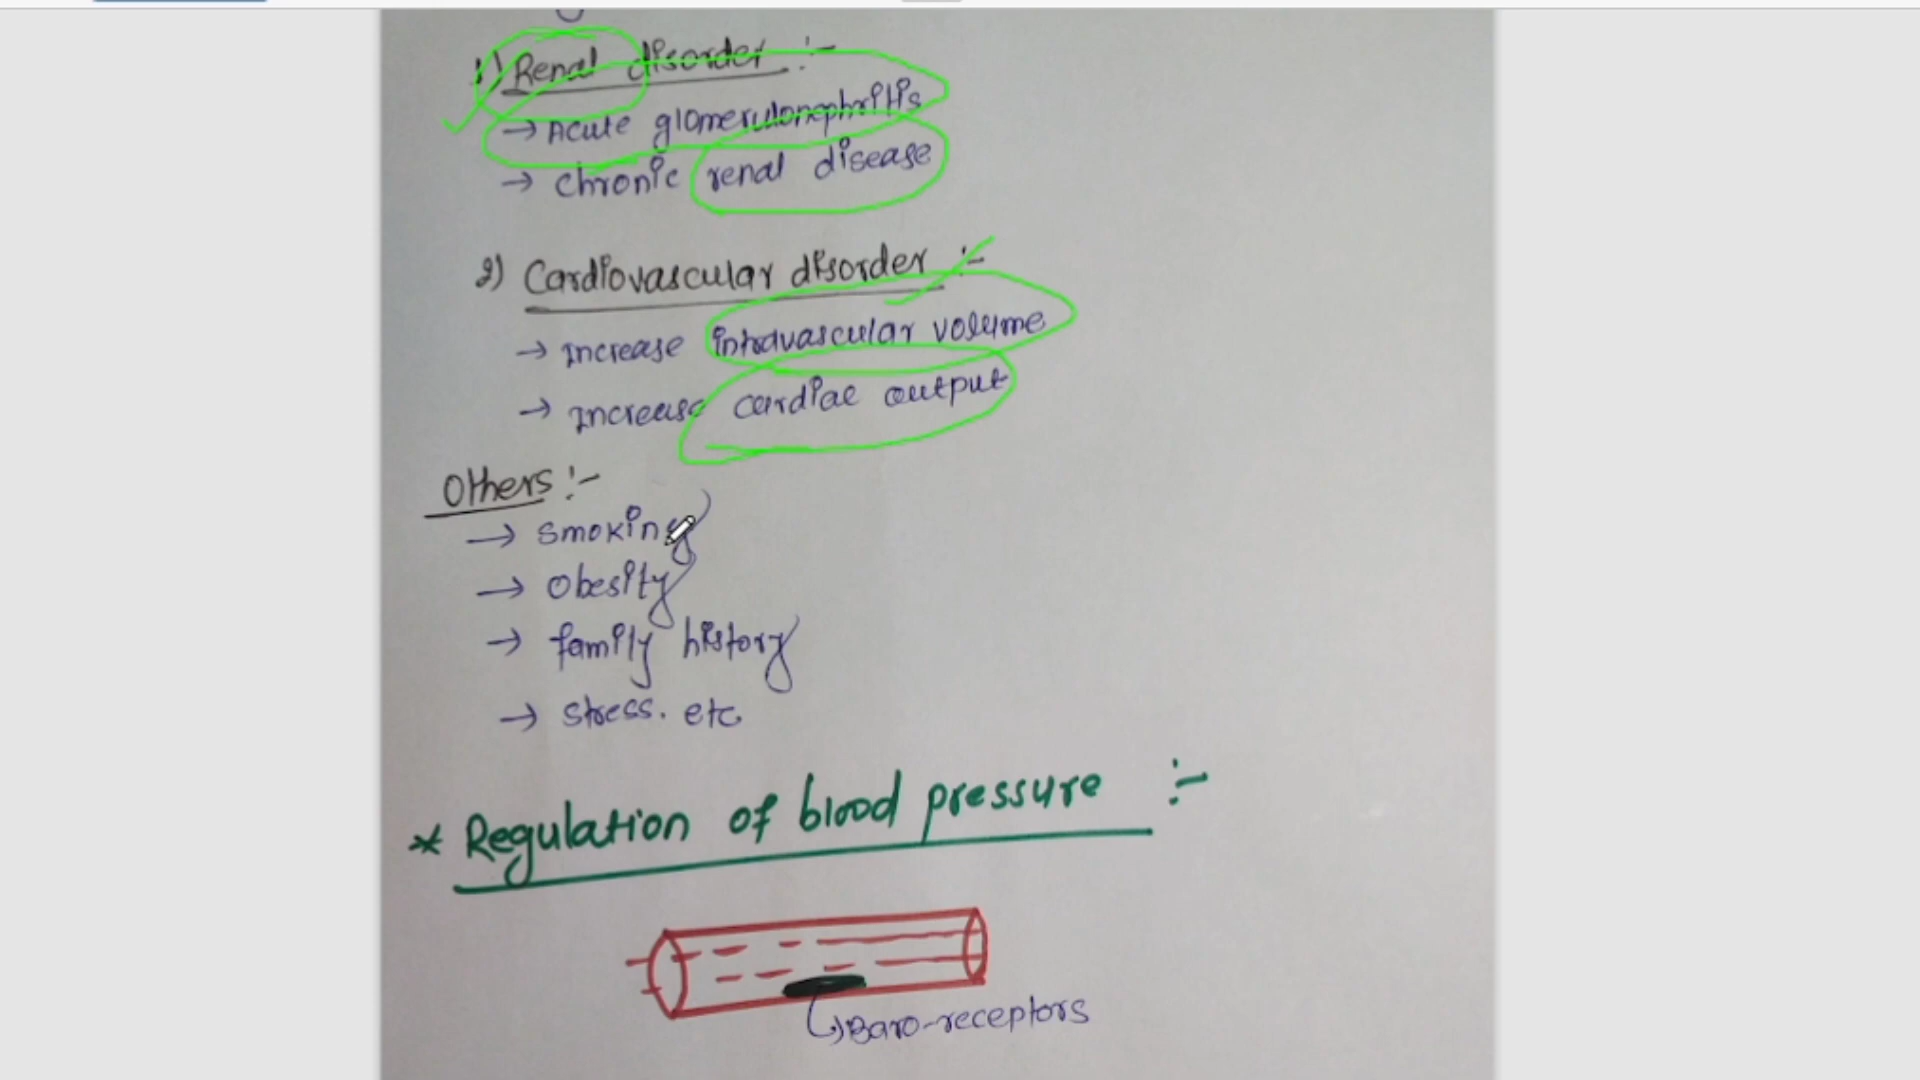 1) Renal disorder :-
→ Acute glomerulonephritis
→ chronic renal disease
2) Cardiovascular disorder :-
→ Increase intravascular volume
→ Increase cardiac output
Others :-
→ smoking
→ Obesity
→ family history
→ stress. etc
* Regulation of blood pressure :-
Baro-receptors